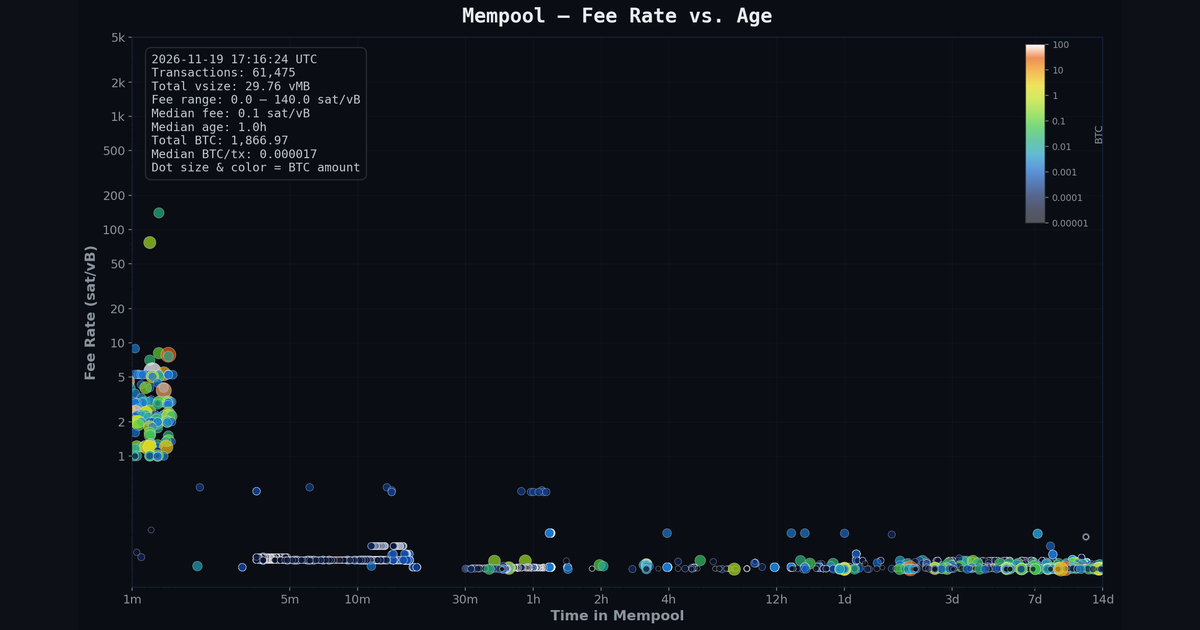 Mempool — Fee Rate vs. Age
2026-11-19 17:16:24 UTC
Transactions: 61,475
Total vsize: 29.76 vMB
Fee range: 0.0 – 140.0 sat/vB
Median fee: 0.1 sat/vB
Median age: 1.0h
Total BTC: 1,866.97
Median BTC/tx: 0.000017
Dot size & color = BTC amount
5k
2k
1k
500
200
100
50
20
10
5
2
1
Fee Rate (sat/vB)
100
10
1
0.1
0.01
0.001
0.0001
0.00001
BTC
1m 5m 10m 30m 1h 2h 4h 12h 1d 3d 7d 14d
Time in Mempool